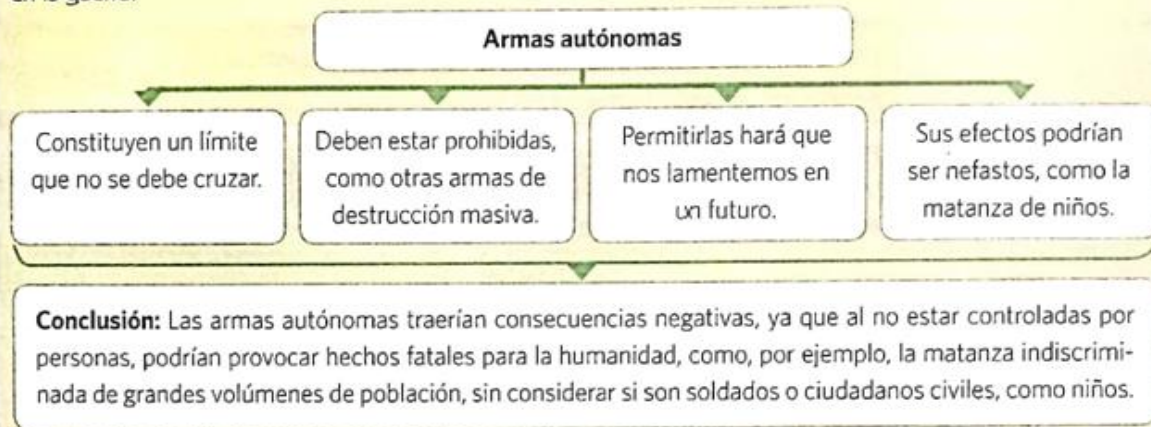 Armas autónomas
Constituyen un límite
que no se debe cruzar.
Deben estar prohibidas,
como otras armas de
destrucción masiva.
Permitirlas hará que
nos lamentemos en
un futuro.
Sus efectos podrían
ser nefastos, como la
matanza de niños.
Conclusión: Las armas autónomas traerían consecuencias negativas, ya que al no estar controladas por
personas, podrían provocar hechos fatales para la humanidad, como, por ejemplo, la matanza indiscrimi-
nada de grandes volúmenes de población, sin considerar si son soldados o ciudadanos civiles, como niños.